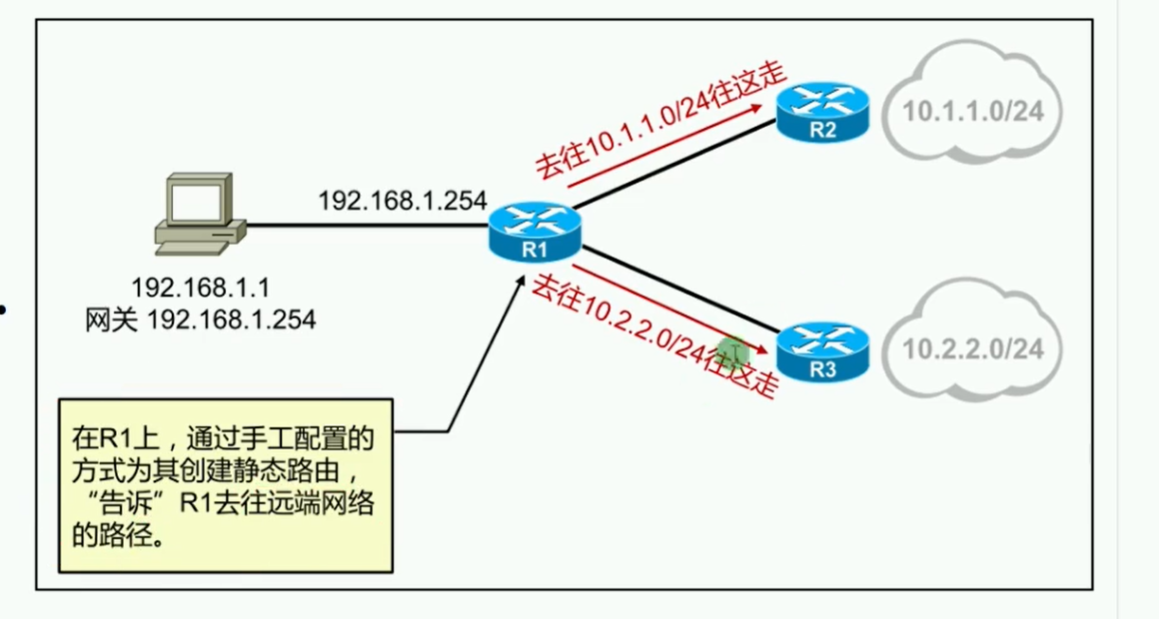 去往10.1.1.0/24往这走
R2
10.1.1.0/24
192.168.1.254
R1
192.168.1.1
网关 192.168.1.254
去往10.2.2.0/24往这走
R3
10.2.2.0/24
在R1上，通过手工配置的
方式为其创建静态路由，
“告诉”R1去往远端网络
的路径。